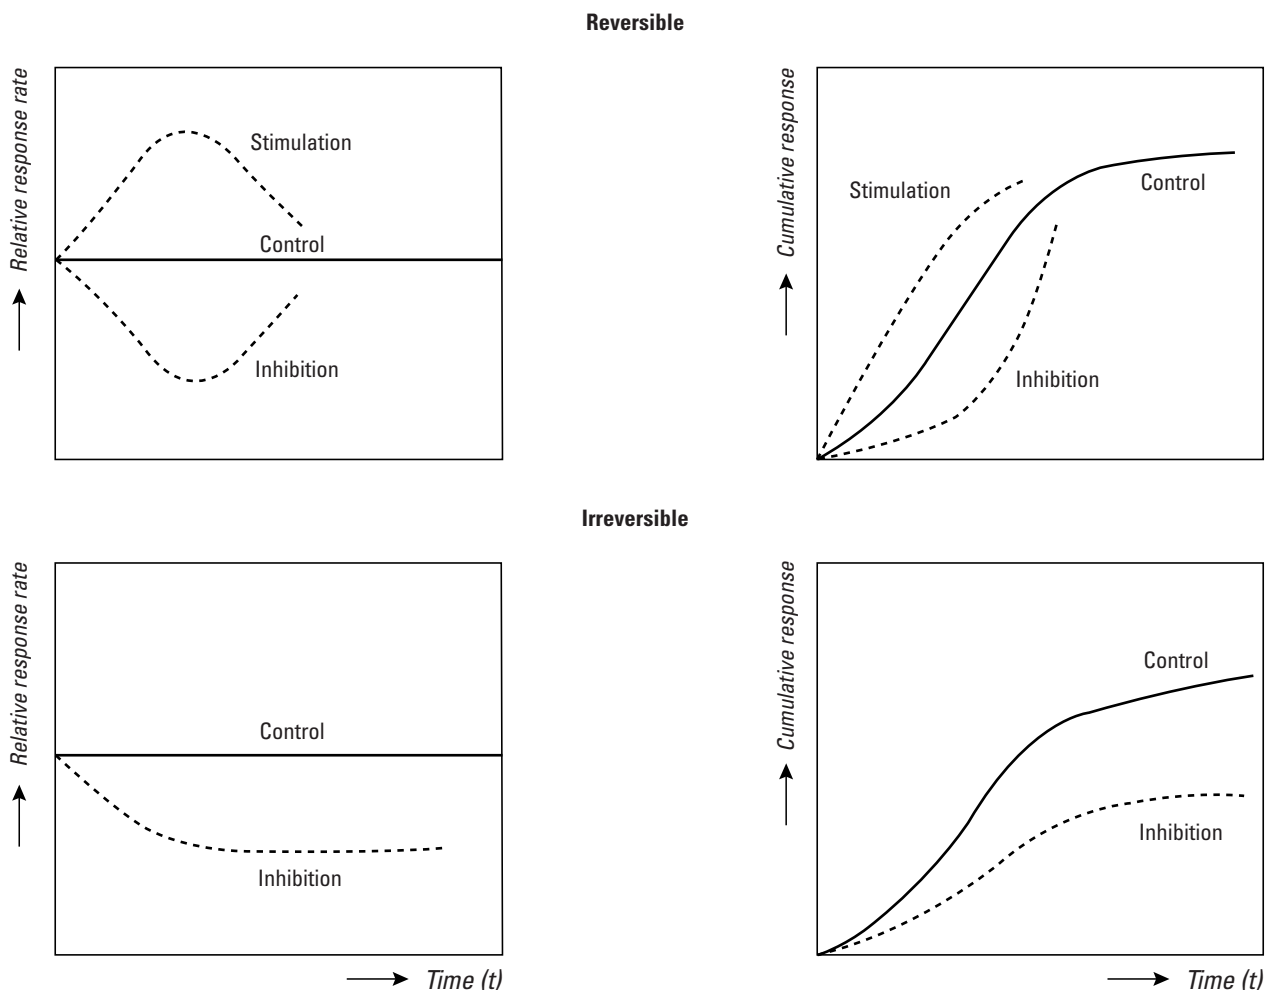 Reversible
Relative response rate
Stimulation
Control
Inhibition
Cumulative response
Stimulation
Control
Inhibition
Irreversible
Relative response rate
Control
Inhibition
Time (t)
Cumulative response
Control
Inhibition
Time (t)